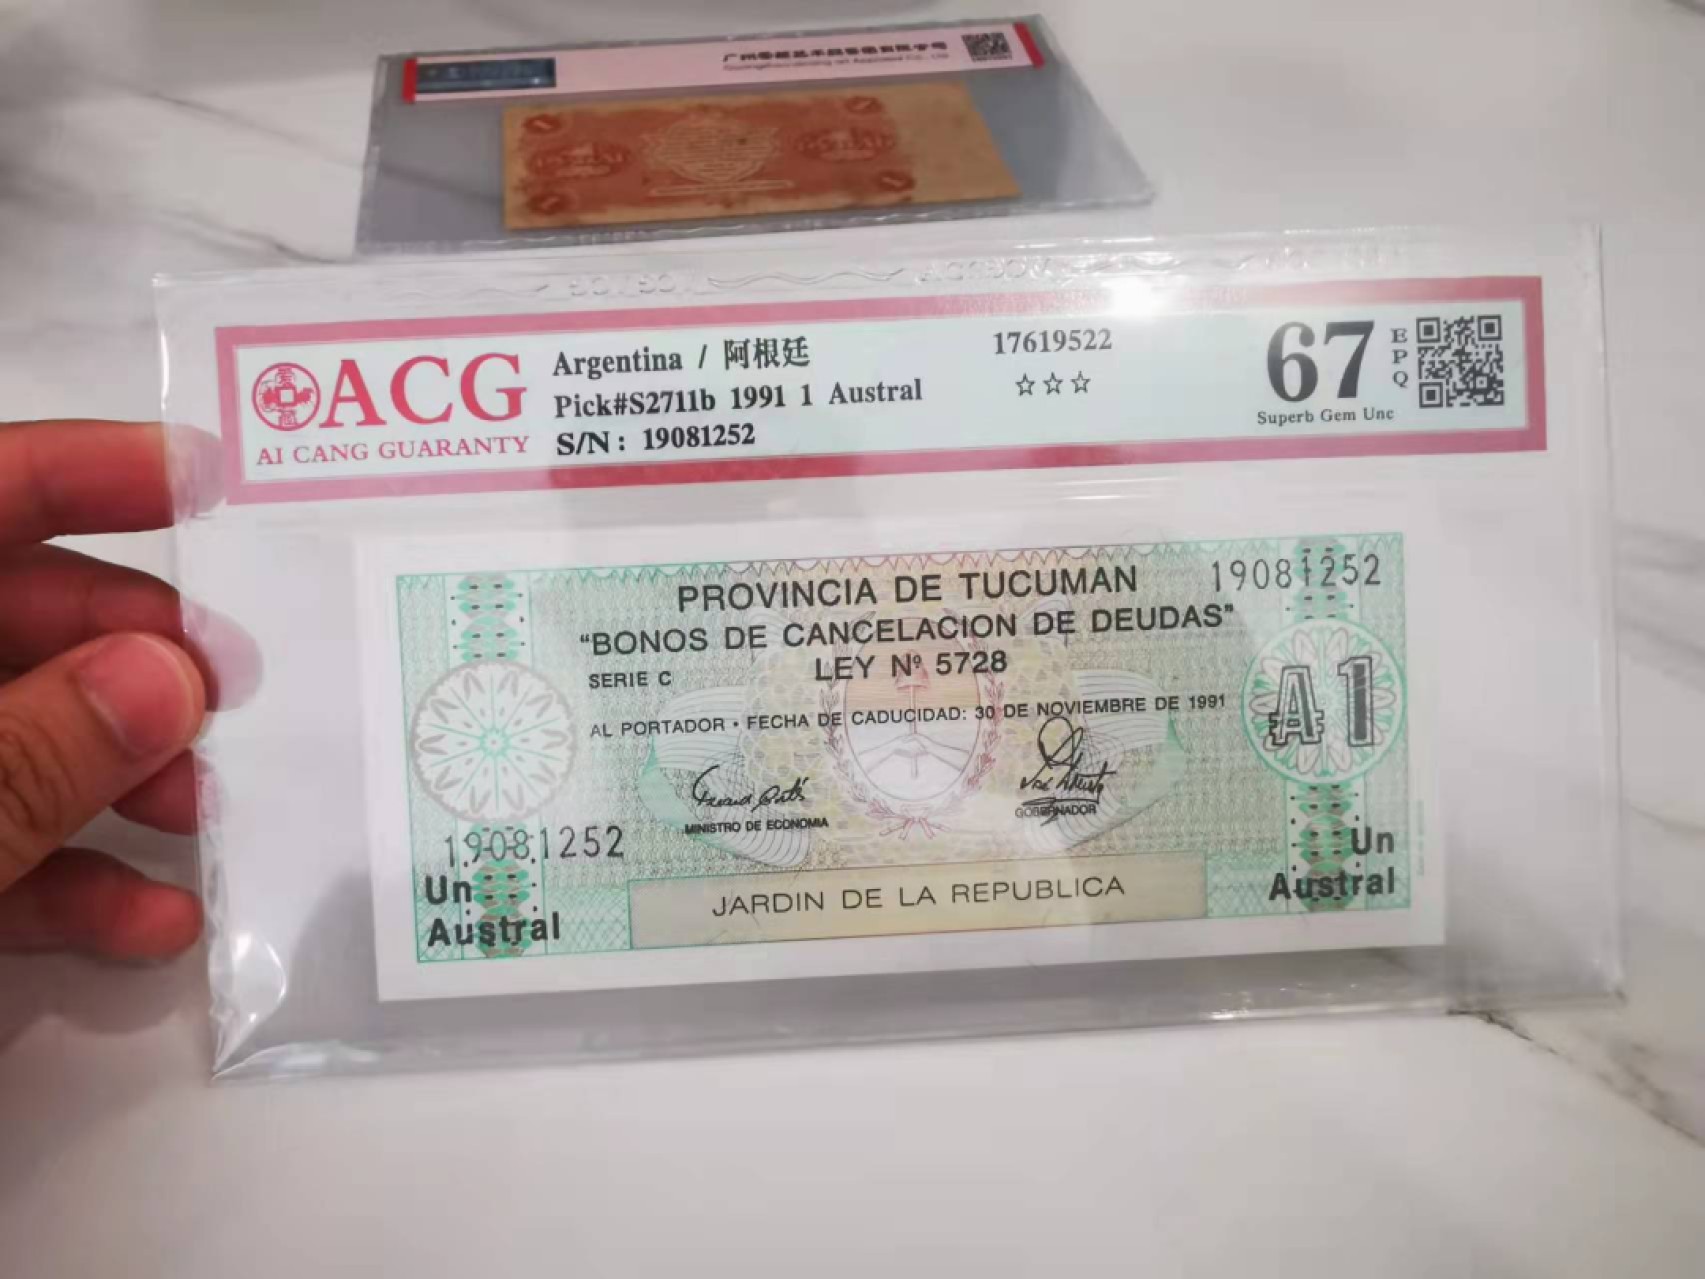 ACG
AI CANG GUARANTY
Argentina / 阿根廷
Pick#S2711b 1991 1 Austral
S/N: 19081252
17619522
☆☆☆
67
EPQ
Superb Gem Unc
PROVINCIA DE TUCUMAN
19081252
"BONOS DE CANCELACION DE DEUDAS"
LEY Nº 5728
SERIE C
AL PORTADOR • FECHA DE CADUCIDAD: 30 DE NOVIEMBRE DE 1991
₳1
MINISTRO DE ECONOMIA
GOBERNADOR
19081252
Un
Austral
Un
Austral
JARDIN DE LA REPUBLICA